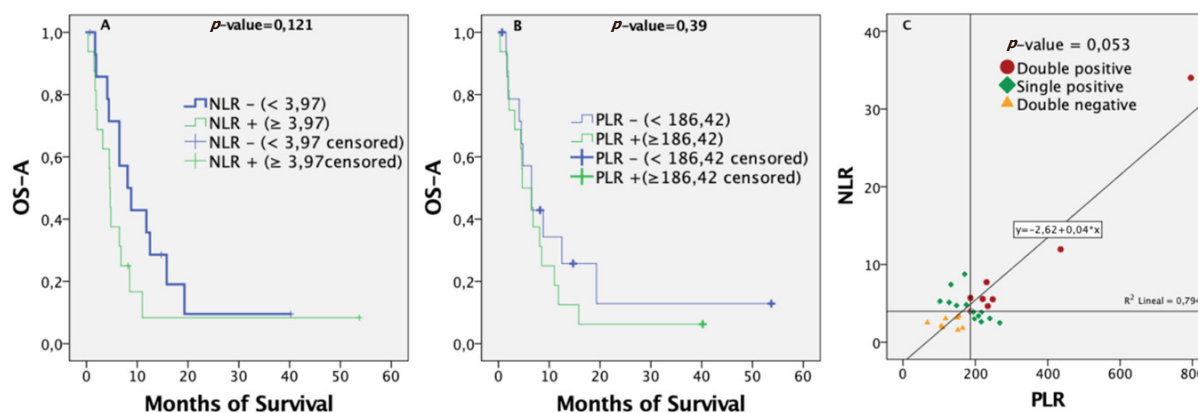 A
p-value=0,121
1,0
0,8
0,6
0,4
0,2
0,0
OS-A
NLR − (< 3,97)
NLR + (≥ 3,97)
NLR − (< 3,97 censored)
NLR + (≥ 3,97censored)
0 10 20 30 40 50 60
Months of Survival
B
p-value=0,39
1,0
0,8
0,6
0,4
0,2
0,0
OS-A
PLR − (< 186,42)
PLR +(≥186,42)
PLR − (< 186,42 censored)
PLR +(≥186,42 censored)
0 10 20 30 40 50 60
Months of Survival
C
p-value = 0,053
Double positive
Single positive
Double negative
40
30
20
10
0
NLR
y=-2,62+0,04*x
R2 Lineal = 0,794
0 200 400 600 800
PLR